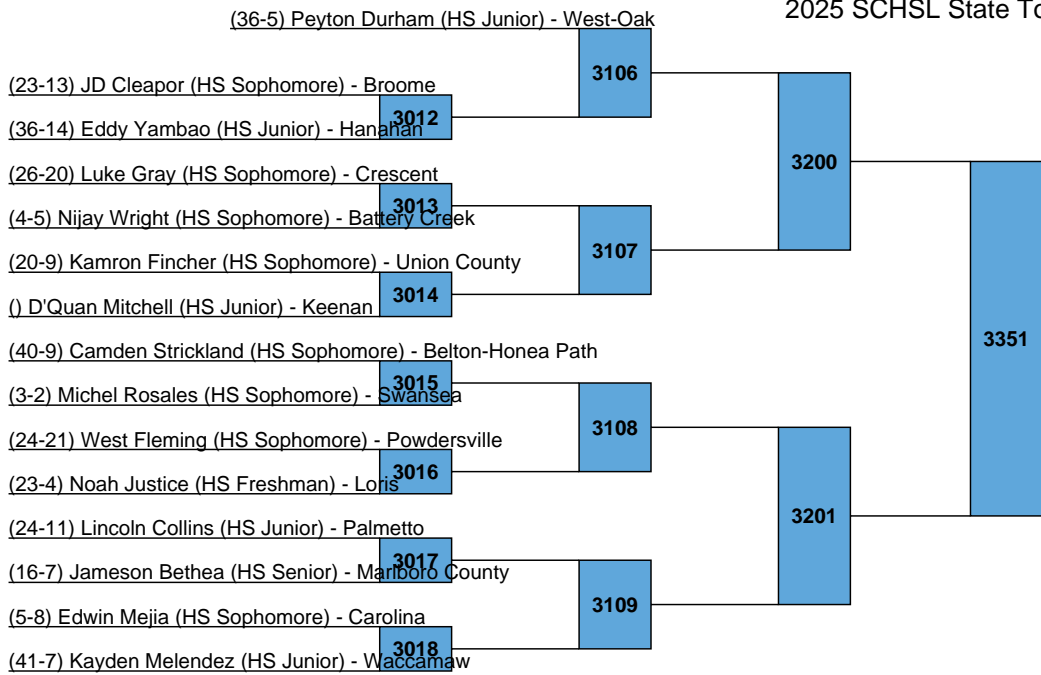 2025 SCHSL State To
(36-5) Peyton Durham (HS Junior) - West-Oak
3106
(23-13) JD Cleapor (HS Sophomore) - Broome
3012
(36-14) Eddy Yambao (HS Junior) - Hanahan
3200
(26-20) Luke Gray (HS Sophomore) - Crescent
3013
(4-5) Nijay Wright (HS Sophomore) - Battery Creek
3107
(20-9) Kamron Fincher (HS Sophomore) - Union County
3014
() D'Quan Mitchell (HS Junior) - Keenan
3351
(40-9) Camden Strickland (HS Sophomore) - Belton-Honea Path
3015
(3-2) Michel Rosales (HS Sophomore) - Swansea
3108
(24-21) West Fleming (HS Sophomore) - Powdersville
3016
(23-4) Noah Justice (HS Freshman) - Loris
3201
(24-11) Lincoln Collins (HS Junior) - Palmetto
3017
(16-7) Jameson Bethea (HS Senior) - Marlboro County
3109
(5-8) Edwin Mejia (HS Sophomore) - Carolina
3018
(41-7) Kayden Melendez (HS Junior) - Waccamaw